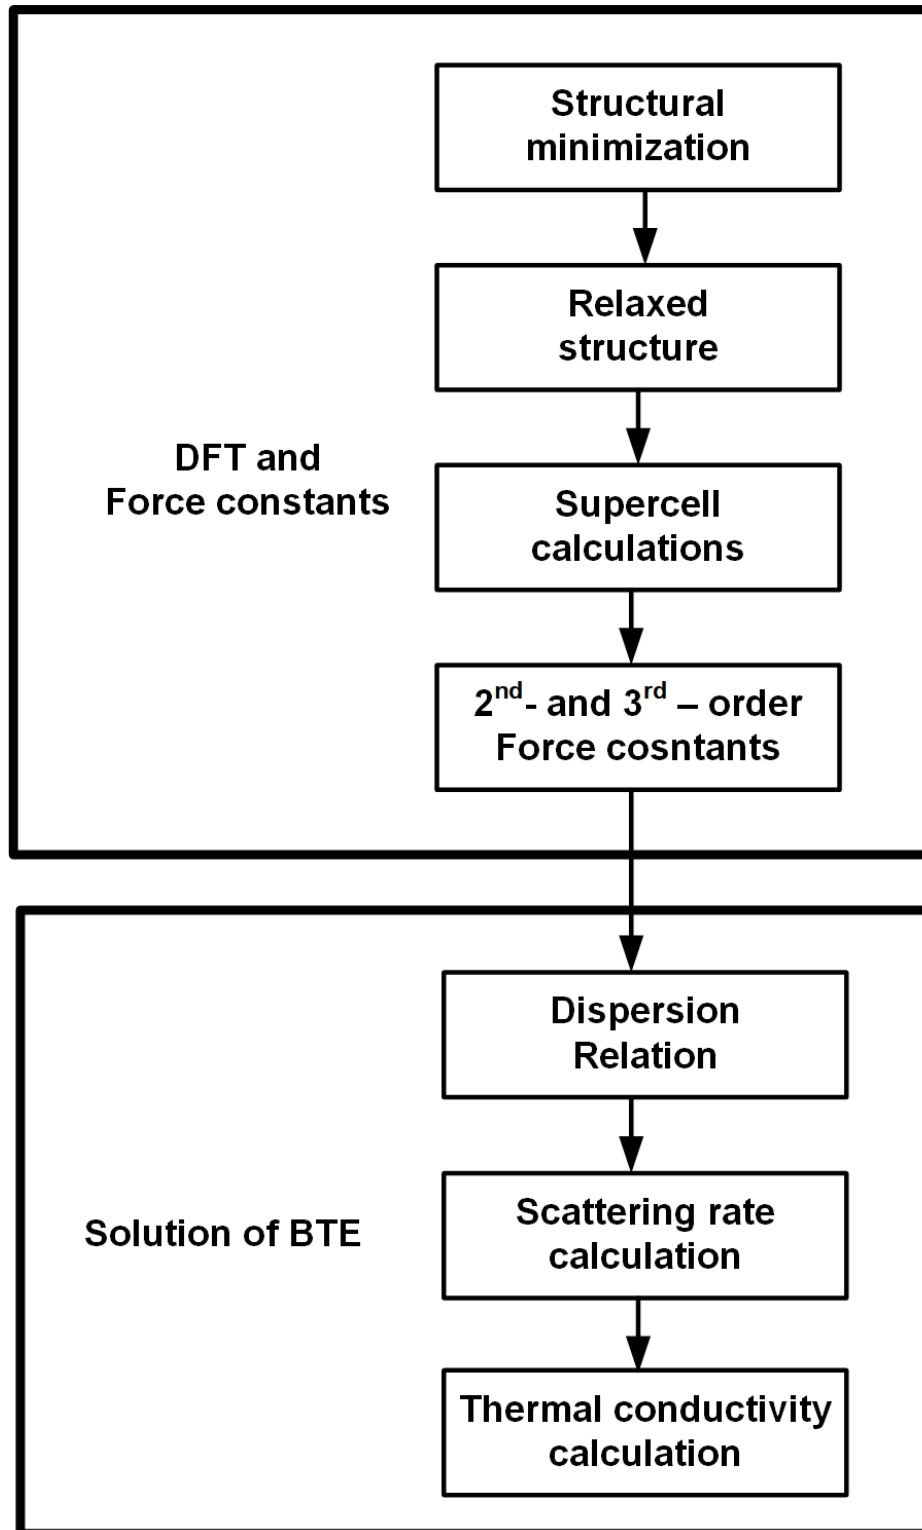 Structural
minimization
Relaxed
structure
DFT and
Force constants
Supercell
calculations
2nd- and 3rd – order
Force cosntants
Dispersion
Relation
Solution of BTE
Scattering rate
calculation
Thermal conductivity
calculation